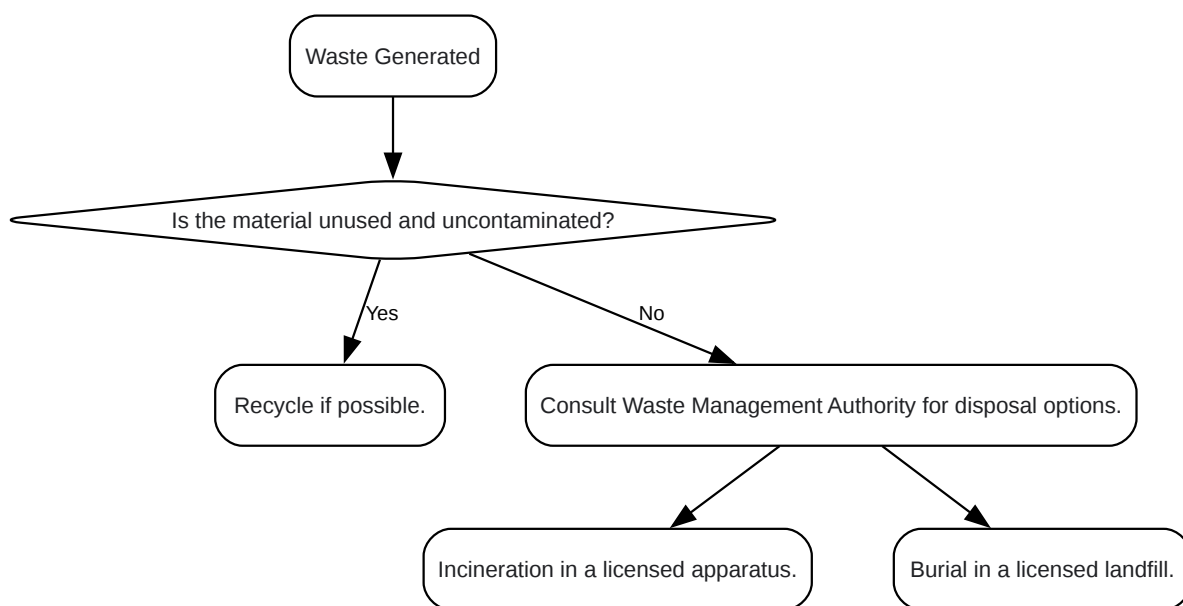 Waste Generated
Is the material unused and uncontaminated?
Yes
No
Recycle if possible.
Consult Waste Management Authority for disposal options.
Incineration in a licensed apparatus.
Burial in a licensed landfill.